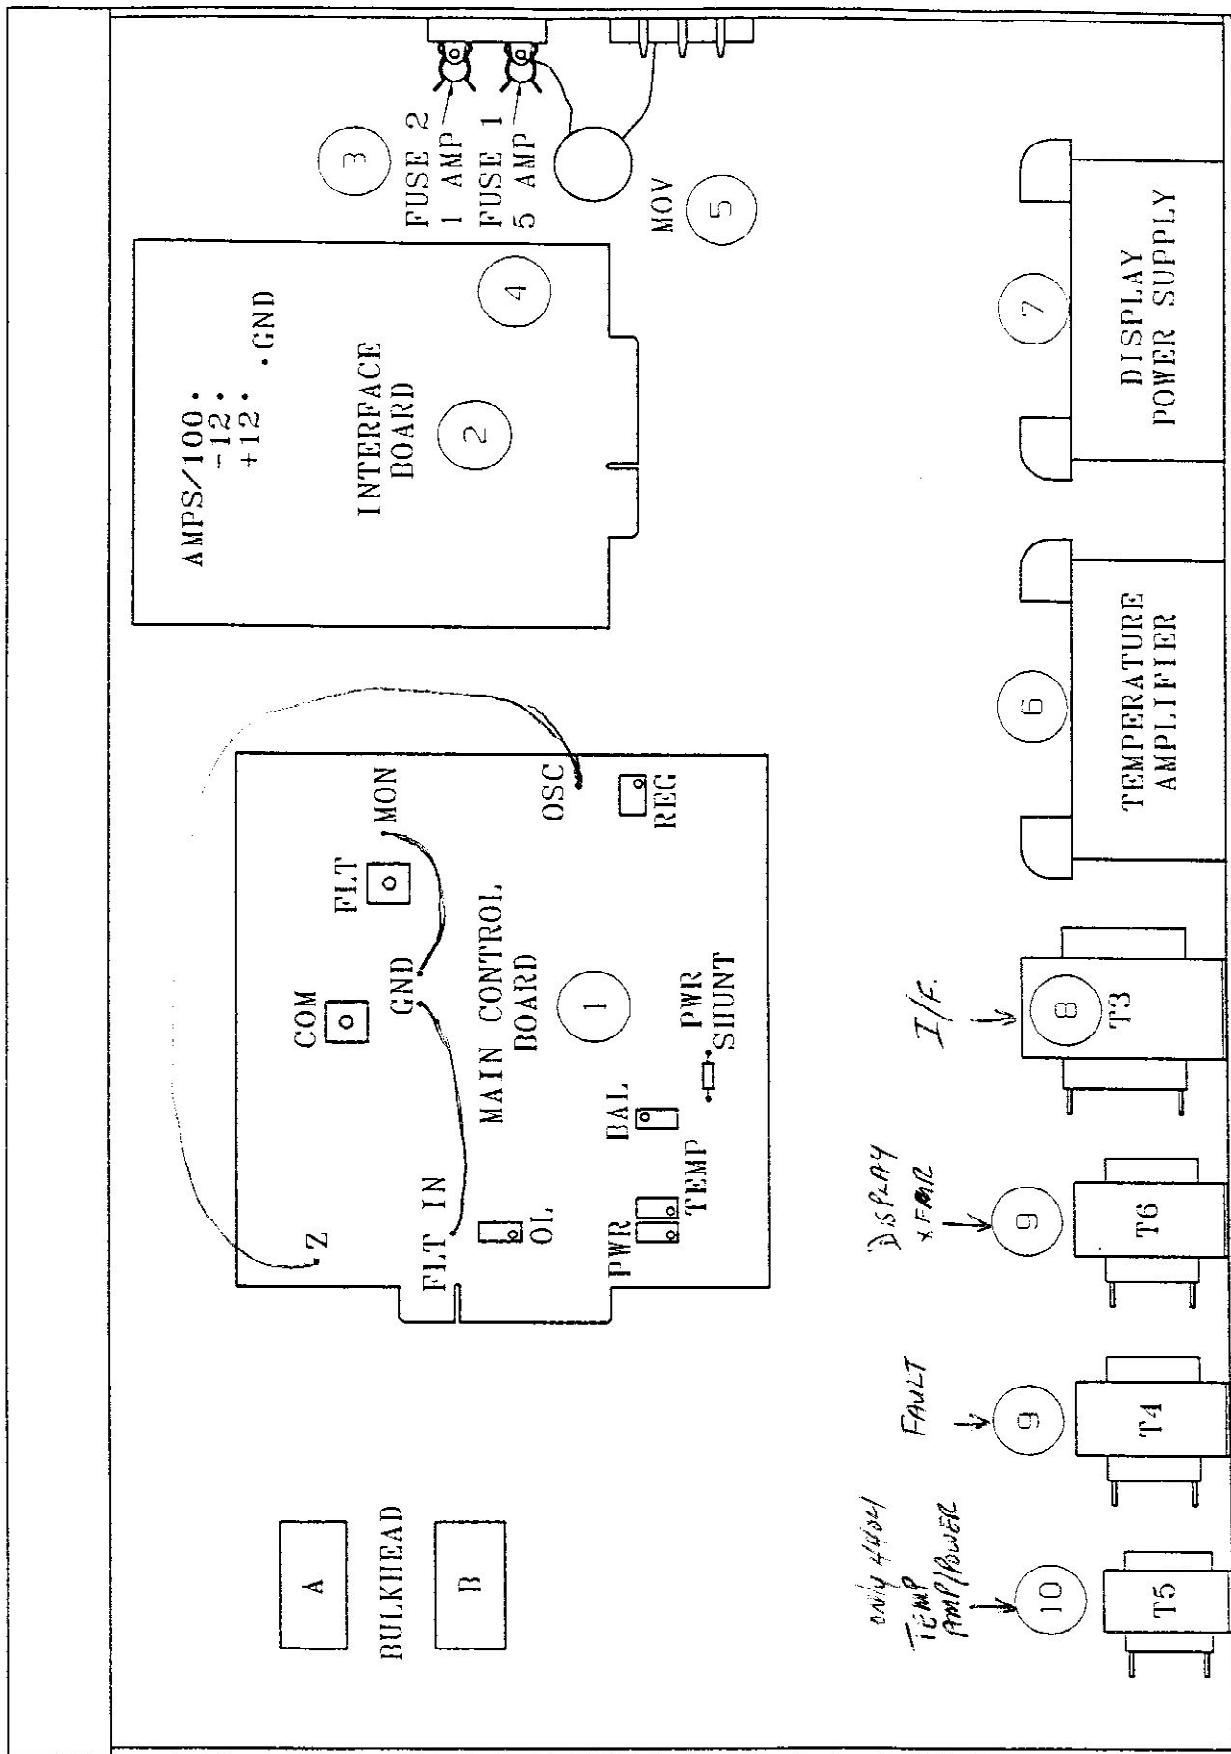 3
FUSE 2
1 AMP
FUSE 1
5 AMP
MOV
5
AMPS/100
-12
+12
GND
INTERFACE
BOARD
2
4
Z
COM
FLT
MON
GND
FLT IN
OL
MAIN CONTROL
BOARD
1
OSC
REG
PWR
TEMP
BAL
PWR
SHUNT
A
BULKHEAD
B
only 4404
TEMP
AMP/POWER
10
T5
FAULT
9
T4
DISPLAY
XFMR
9
T6
I/F.
8
T3
6
TEMPERATURE
AMPLIFIER
7
DISPLAY
POWER SUPPLY